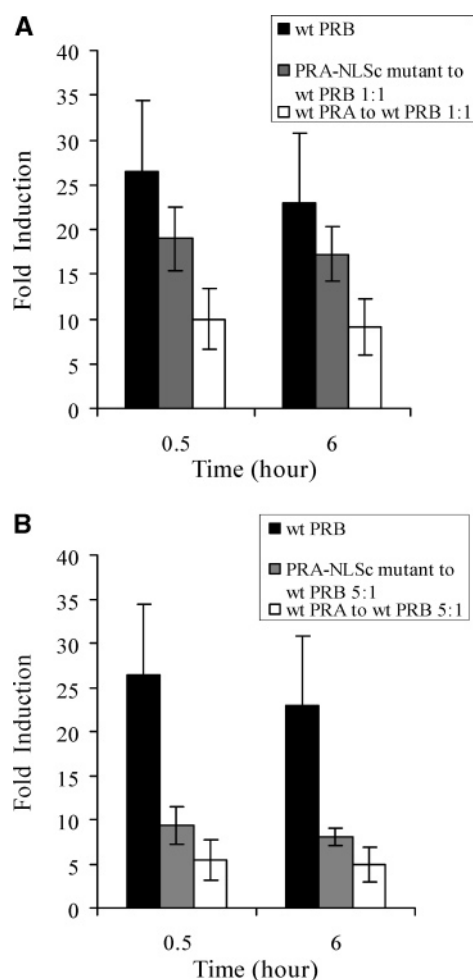 A
wt PRB
PRA-NLSc mutant to
wt PRB 1:1
wt PRA to wt PRB 1:1
40
35
30
25
20
15
10
5
0
Fold Induction
0.5
6
Time (hour)
B
wt PRB
PRA-NLSc mutant to
wt PRB 5:1
wt PRA to wt PRB 5:1
40
35
30
25
20
15
10
5
0
Fold Induction
0.5
6
Time (hour)